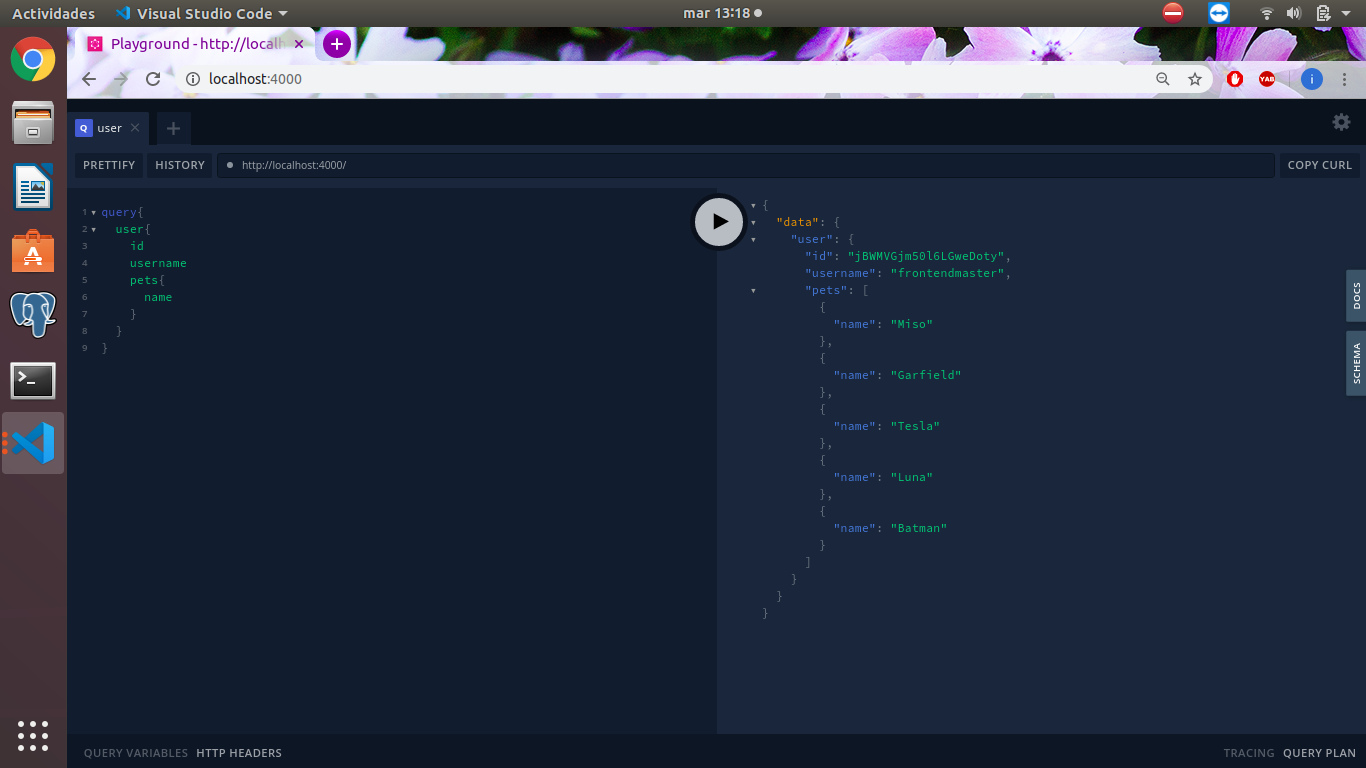 Actividades Visual Studio Code mar 13:18
Playground - http://localh
localhost:4000
YAB i
Q user
PRETTIFY HISTORY http://localhost:4000/ COPY CURL
1 query{
2 user{
3 id
4 username
5 pets{
6 name
7 }
8 }
9 }
{
"data": {
"user": {
"id": "jBWMVGjm50l6LGweDoty",
"username": "frontendmaster",
"pets": [
{
"name": "Miso"
},
{
"name": "Garfield"
},
{
"name": "Tesla"
},
{
"name": "Luna"
},
{
"name": "Batman"
}
]
}
}
}
DOCS
SCHEMA
QUERY VARIABLES HTTP HEADERS TRACING QUERY PLAN